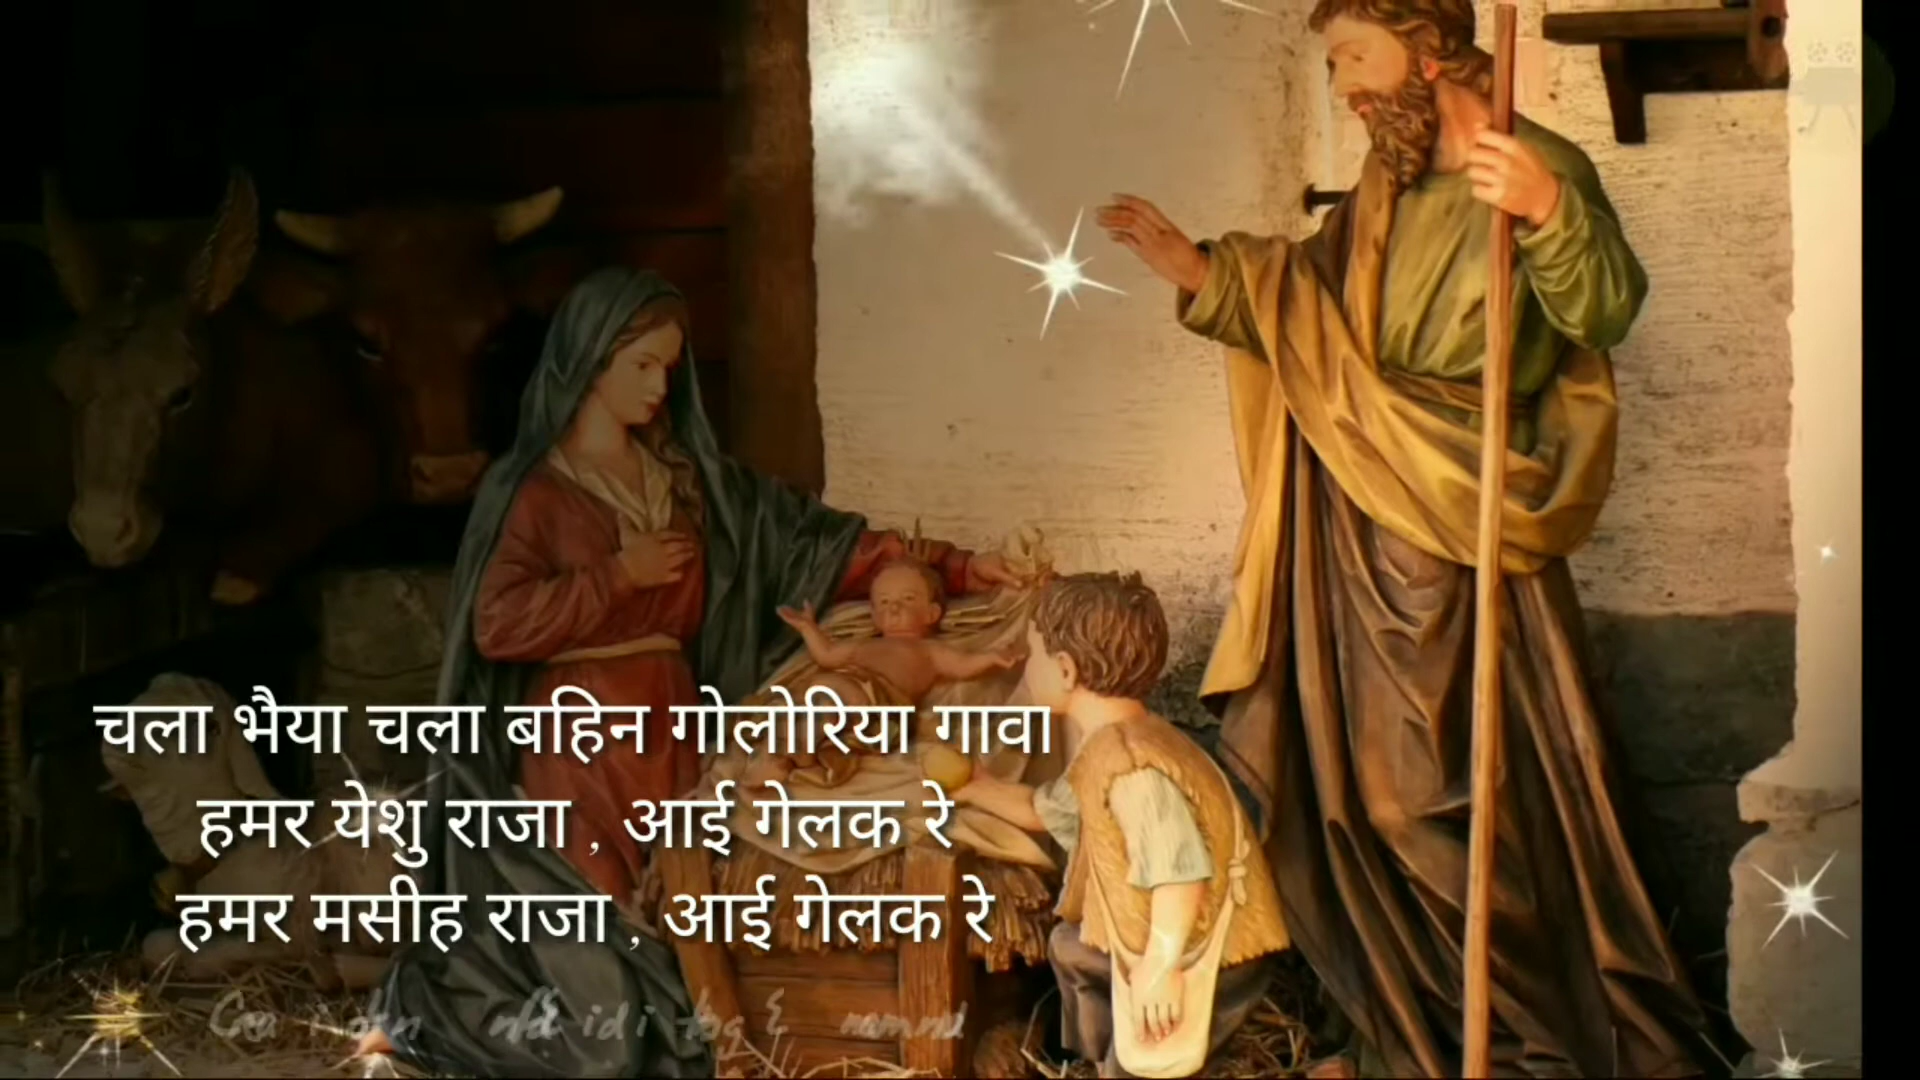 चला भैया चला बहिन गोलोरिया गावा
हमर येशु राजा , आई गेलक रे
हमर मसीह राजा , आई गेलक रे